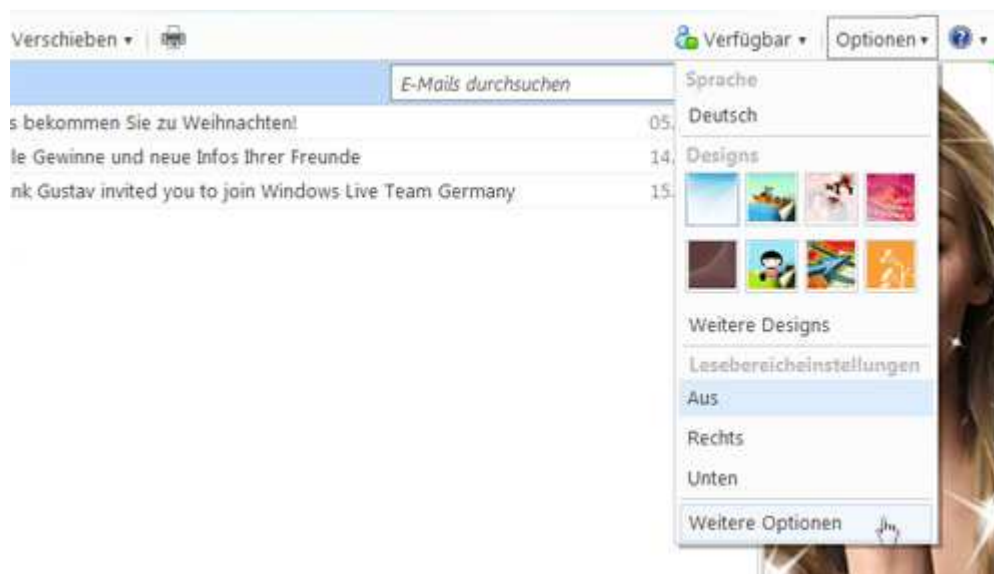 Verschieben
Verfügbar
Optionen
E-Mails durchsuchen
s bekommen Sie zu Weihnachten! 05.
le Gewinne und neue Infos Ihrer Freunde 14.
nk Gustav invited you to join Windows Live Team Germany 15.
Sprache
Deutsch
Designs
Weitere Designs
Lesebereicheinstellungen
Aus
Rechts
Unten
Weitere Optionen